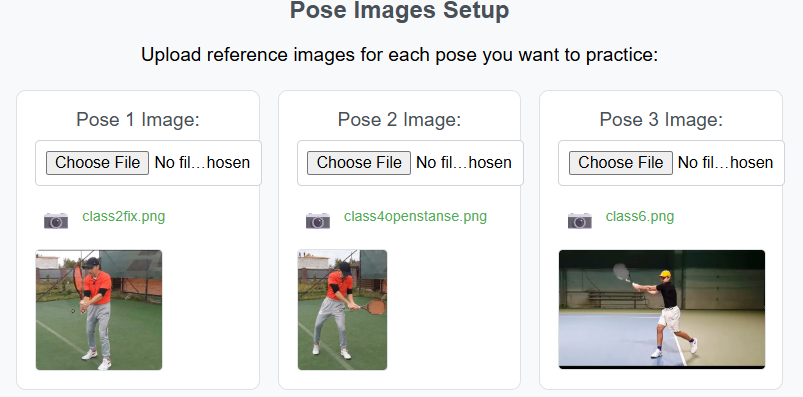 Pose Images Setup
Upload reference images for each pose you want to practice:
Pose 1 Image:
Choose File No fil…hosen
class2fix.png
Pose 2 Image:
Choose File No fil…hosen
class4openstanse.png
Pose 3 Image:
Choose File No fil…hosen
class6.png